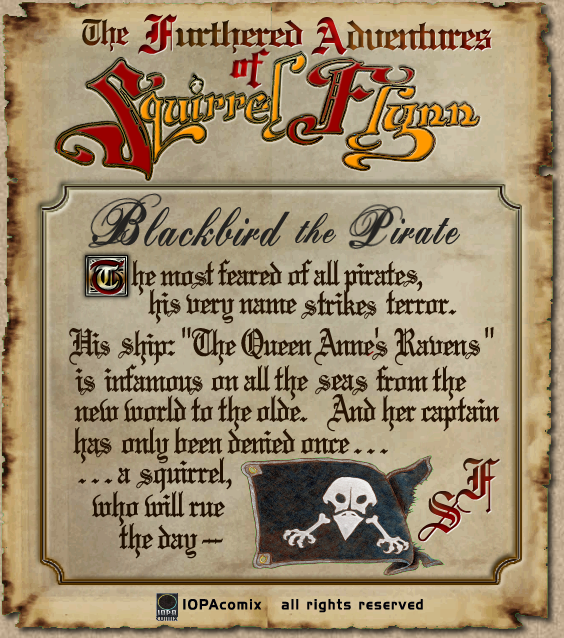 The Furthered Adventures
of
Squirrel Flynn
Blackbird the Pirate
The most feared of all pirates,
his very name strikes terror.
His ship: "The Queen Anne's Ravens"
is infamous on all the seas from the
new world to the olde. And her captain
has only been denied once...
...a squirrel,
who will rue
the day —
SF
IOPA
COMIX
IOPAcomix all rights reserved